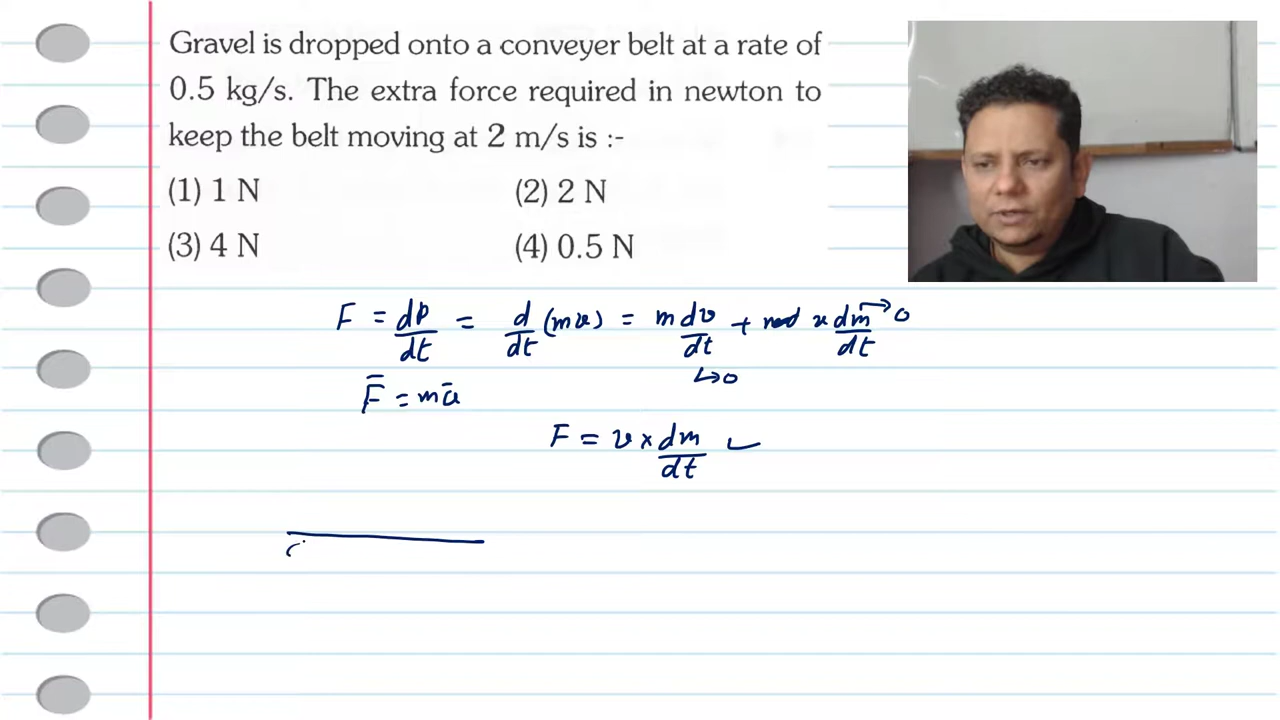 Gravel is dropped onto a conveyer belt at a rate of
0.5 kg/s. The extra force required in newton to
keep the belt moving at 2 m/s is :-
(1) 1 N (2) 2 N
(3) 4 N (4) 0.5 N
F = dp/dt = d/dt (mv) = m dv/dt + v dm/dt → 0
↳ 0
F̄ = mā
F = v × dm/dt ✓